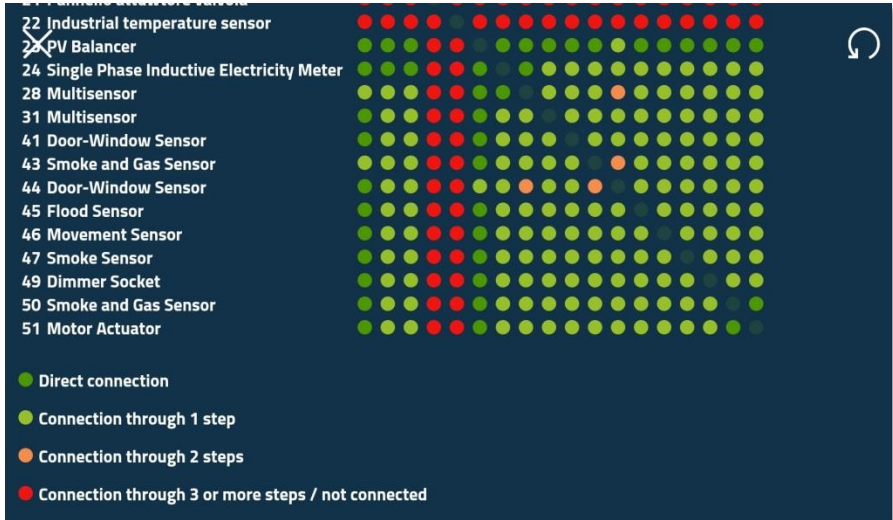 22 Industrial temperature sensor
23 PV Balancer
24 Single Phase Inductive Electricity Meter
28 Multisensor
31 Multisensor
41 Door-Window Sensor
43 Smoke and Gas Sensor
44 Door-Window Sensor
45 Flood Sensor
46 Movement Sensor
47 Smoke Sensor
49 Dimmer Socket
50 Smoke and Gas Sensor
51 Motor Actuator
Direct connection
Connection through 1 step
Connection through 2 steps
Connection through 3 or more steps / not connected